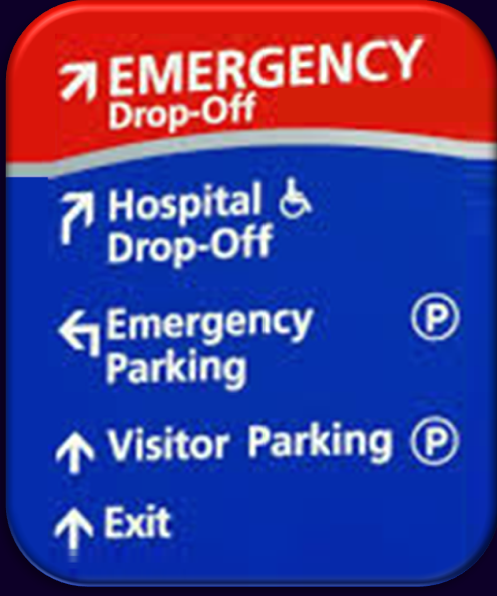 EMERGENCY
Drop-Off
Hospital
Drop-Off
Emergency P
Parking
Visitor Parking P
Exit